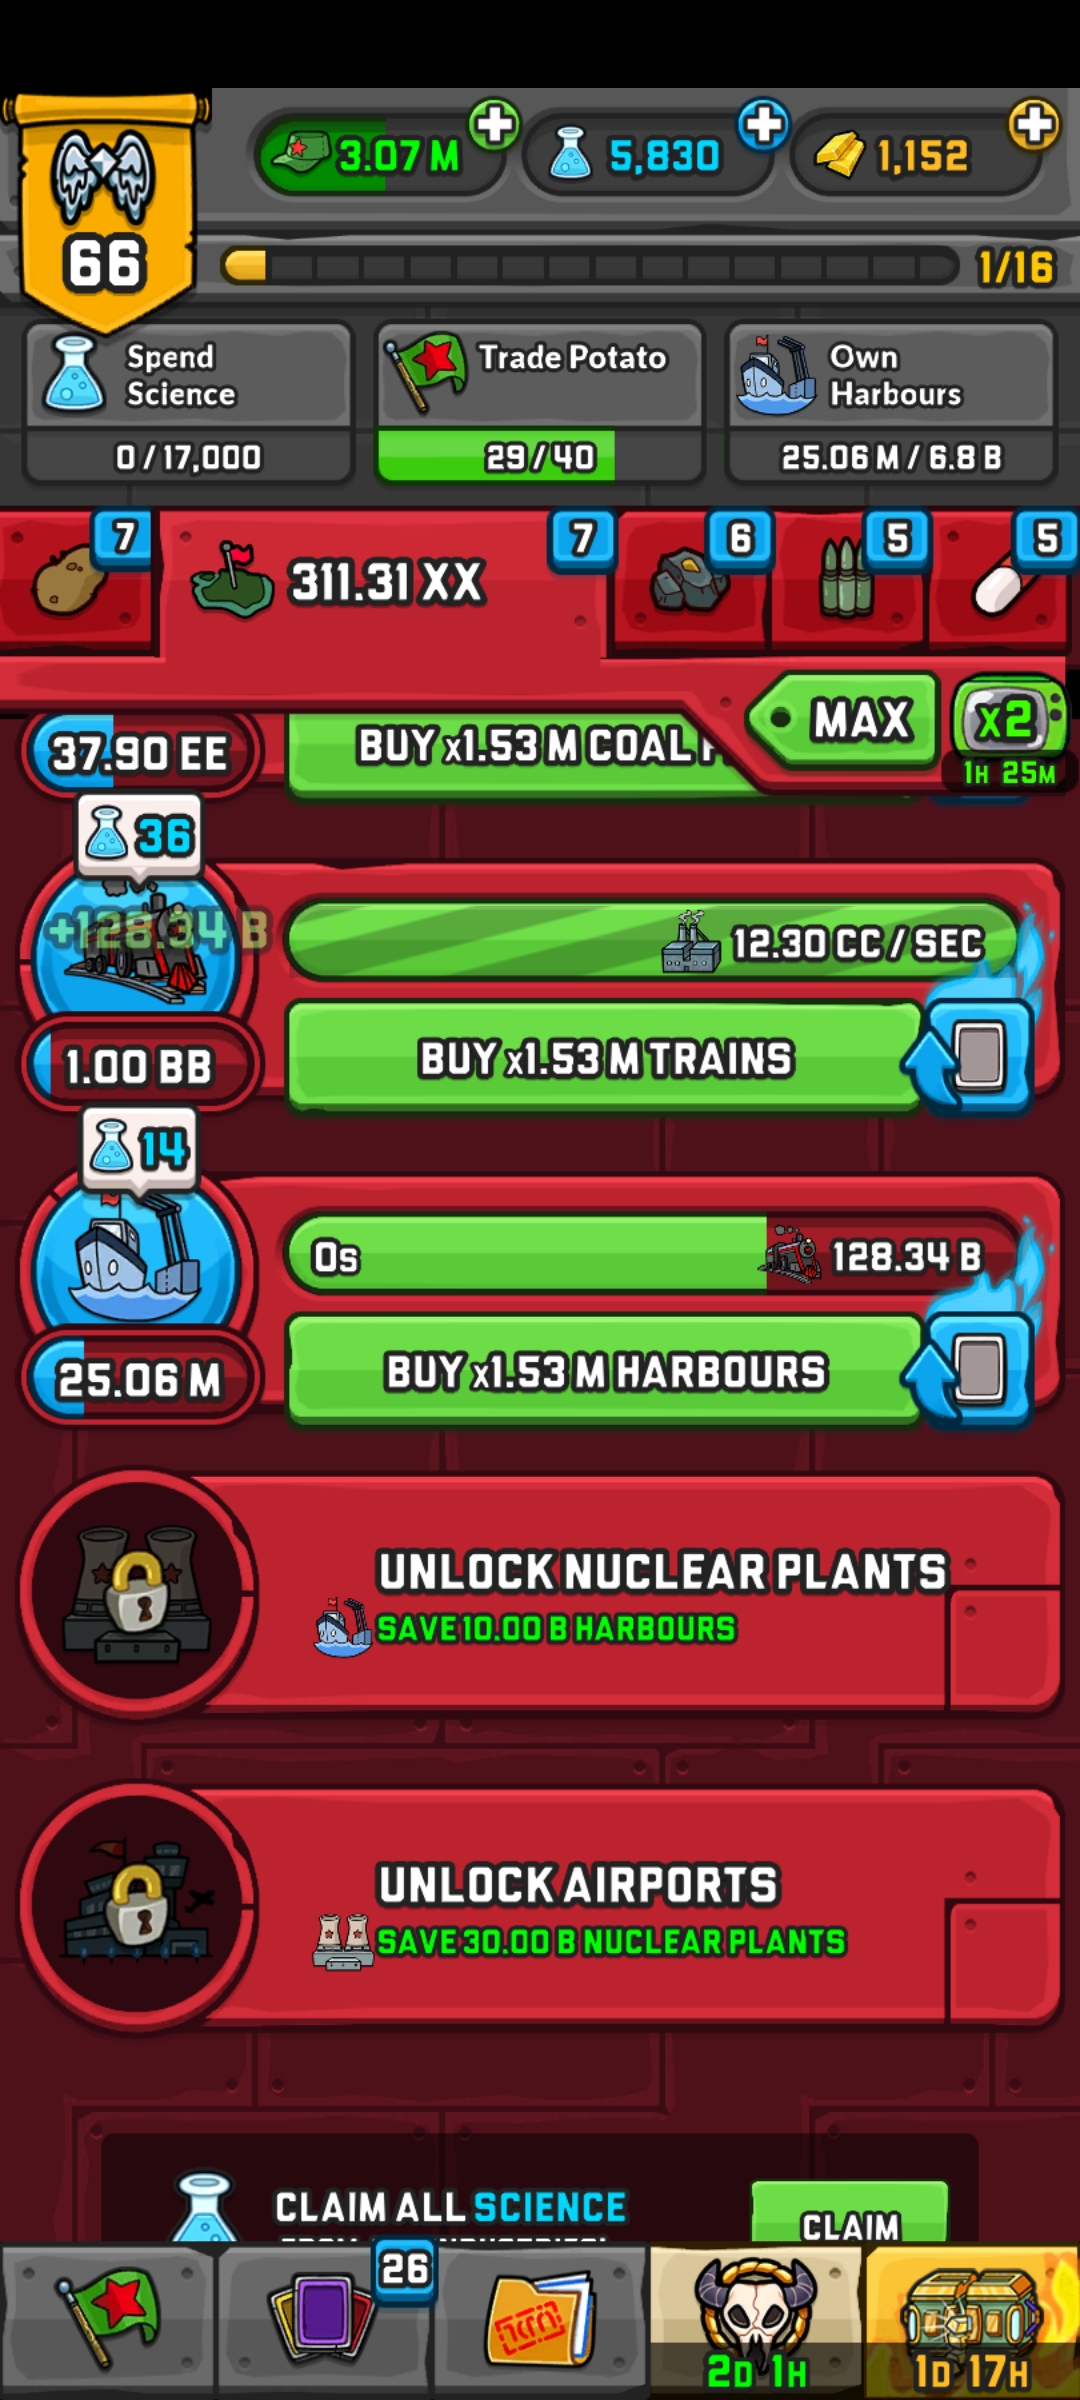 3.07 M
5,830
1,152
66
1/16
Spend
Science
0 / 17,000
Trade Potato
29 / 40
Own
Harbours
25.06 M / 6.8 B
7
311.31 XX
7
6
5
5
MAX
x2
1H 25M
37.90 EE
BUY x1.53 M COAL
36
+128.34 B
12.30 CC / SEC
1.00 BB
BUY x1.53 M TRAINS
14
0s
128.34 B
25.06 M
BUY x1.53 M HARBOURS
UNLOCK NUCLEAR PLANTS
SAVE 10.00 B HARBOURS
UNLOCK AIRPORTS
SAVE 30.00 B NUCLEAR PLANTS
CLAIM ALL SCIENCE
CLAIM
26
2D 1H
1D 17H